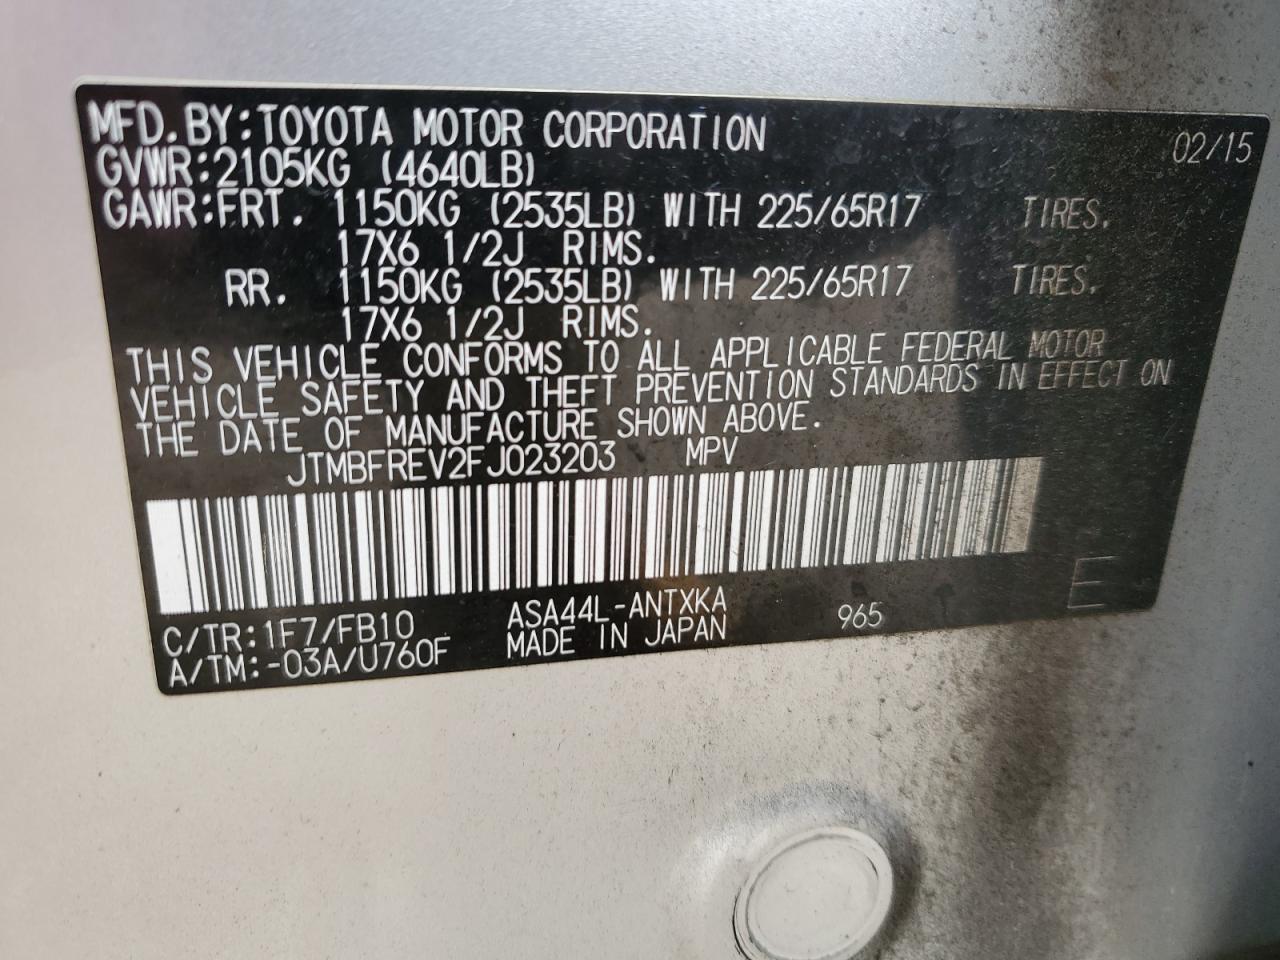 MFD. BY: TOYOTA MOTOR CORPORATION 02/15
GVWR: 2105KG (4640LB)
GAWR: FRT. 1150KG (2535LB) WITH 225/65R17 TIRES.
17X6 1/2J RIMS.
RR. 1150KG (2535LB) WITH 225/65R17 TIRES.
17X6 1/2J RIMS.
THIS VEHICLE CONFORMS TO ALL APPLICABLE FEDERAL MOTOR
VEHICLE SAFETY AND THEFT PREVENTION STANDARDS IN EFFECT ON
THE DATE OF MANUFACTURE SHOWN ABOVE.
JTMBFREV2FJ023203 MPV
C/TR: 1F7/FB10 ASA44L-ANTXKA 965 E
A/TM: -03A/U760F MADE IN JAPAN